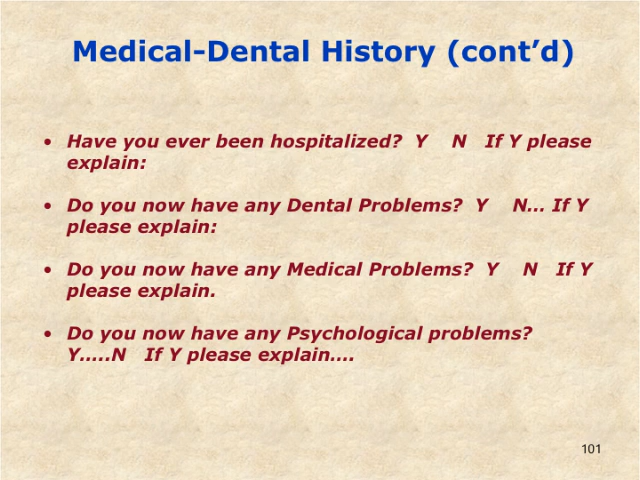 Medical-Dental History (cont’d)
• Have you ever been hospitalized?  Y    N   If Y please
explain:
• Do you now have any Dental Problems?  Y    N… If Y
please explain:
• Do you now have any Medical Problems?  Y    N   If Y
please explain.
• Do you now have any Psychological problems?
Y…..N   If Y please explain….
101